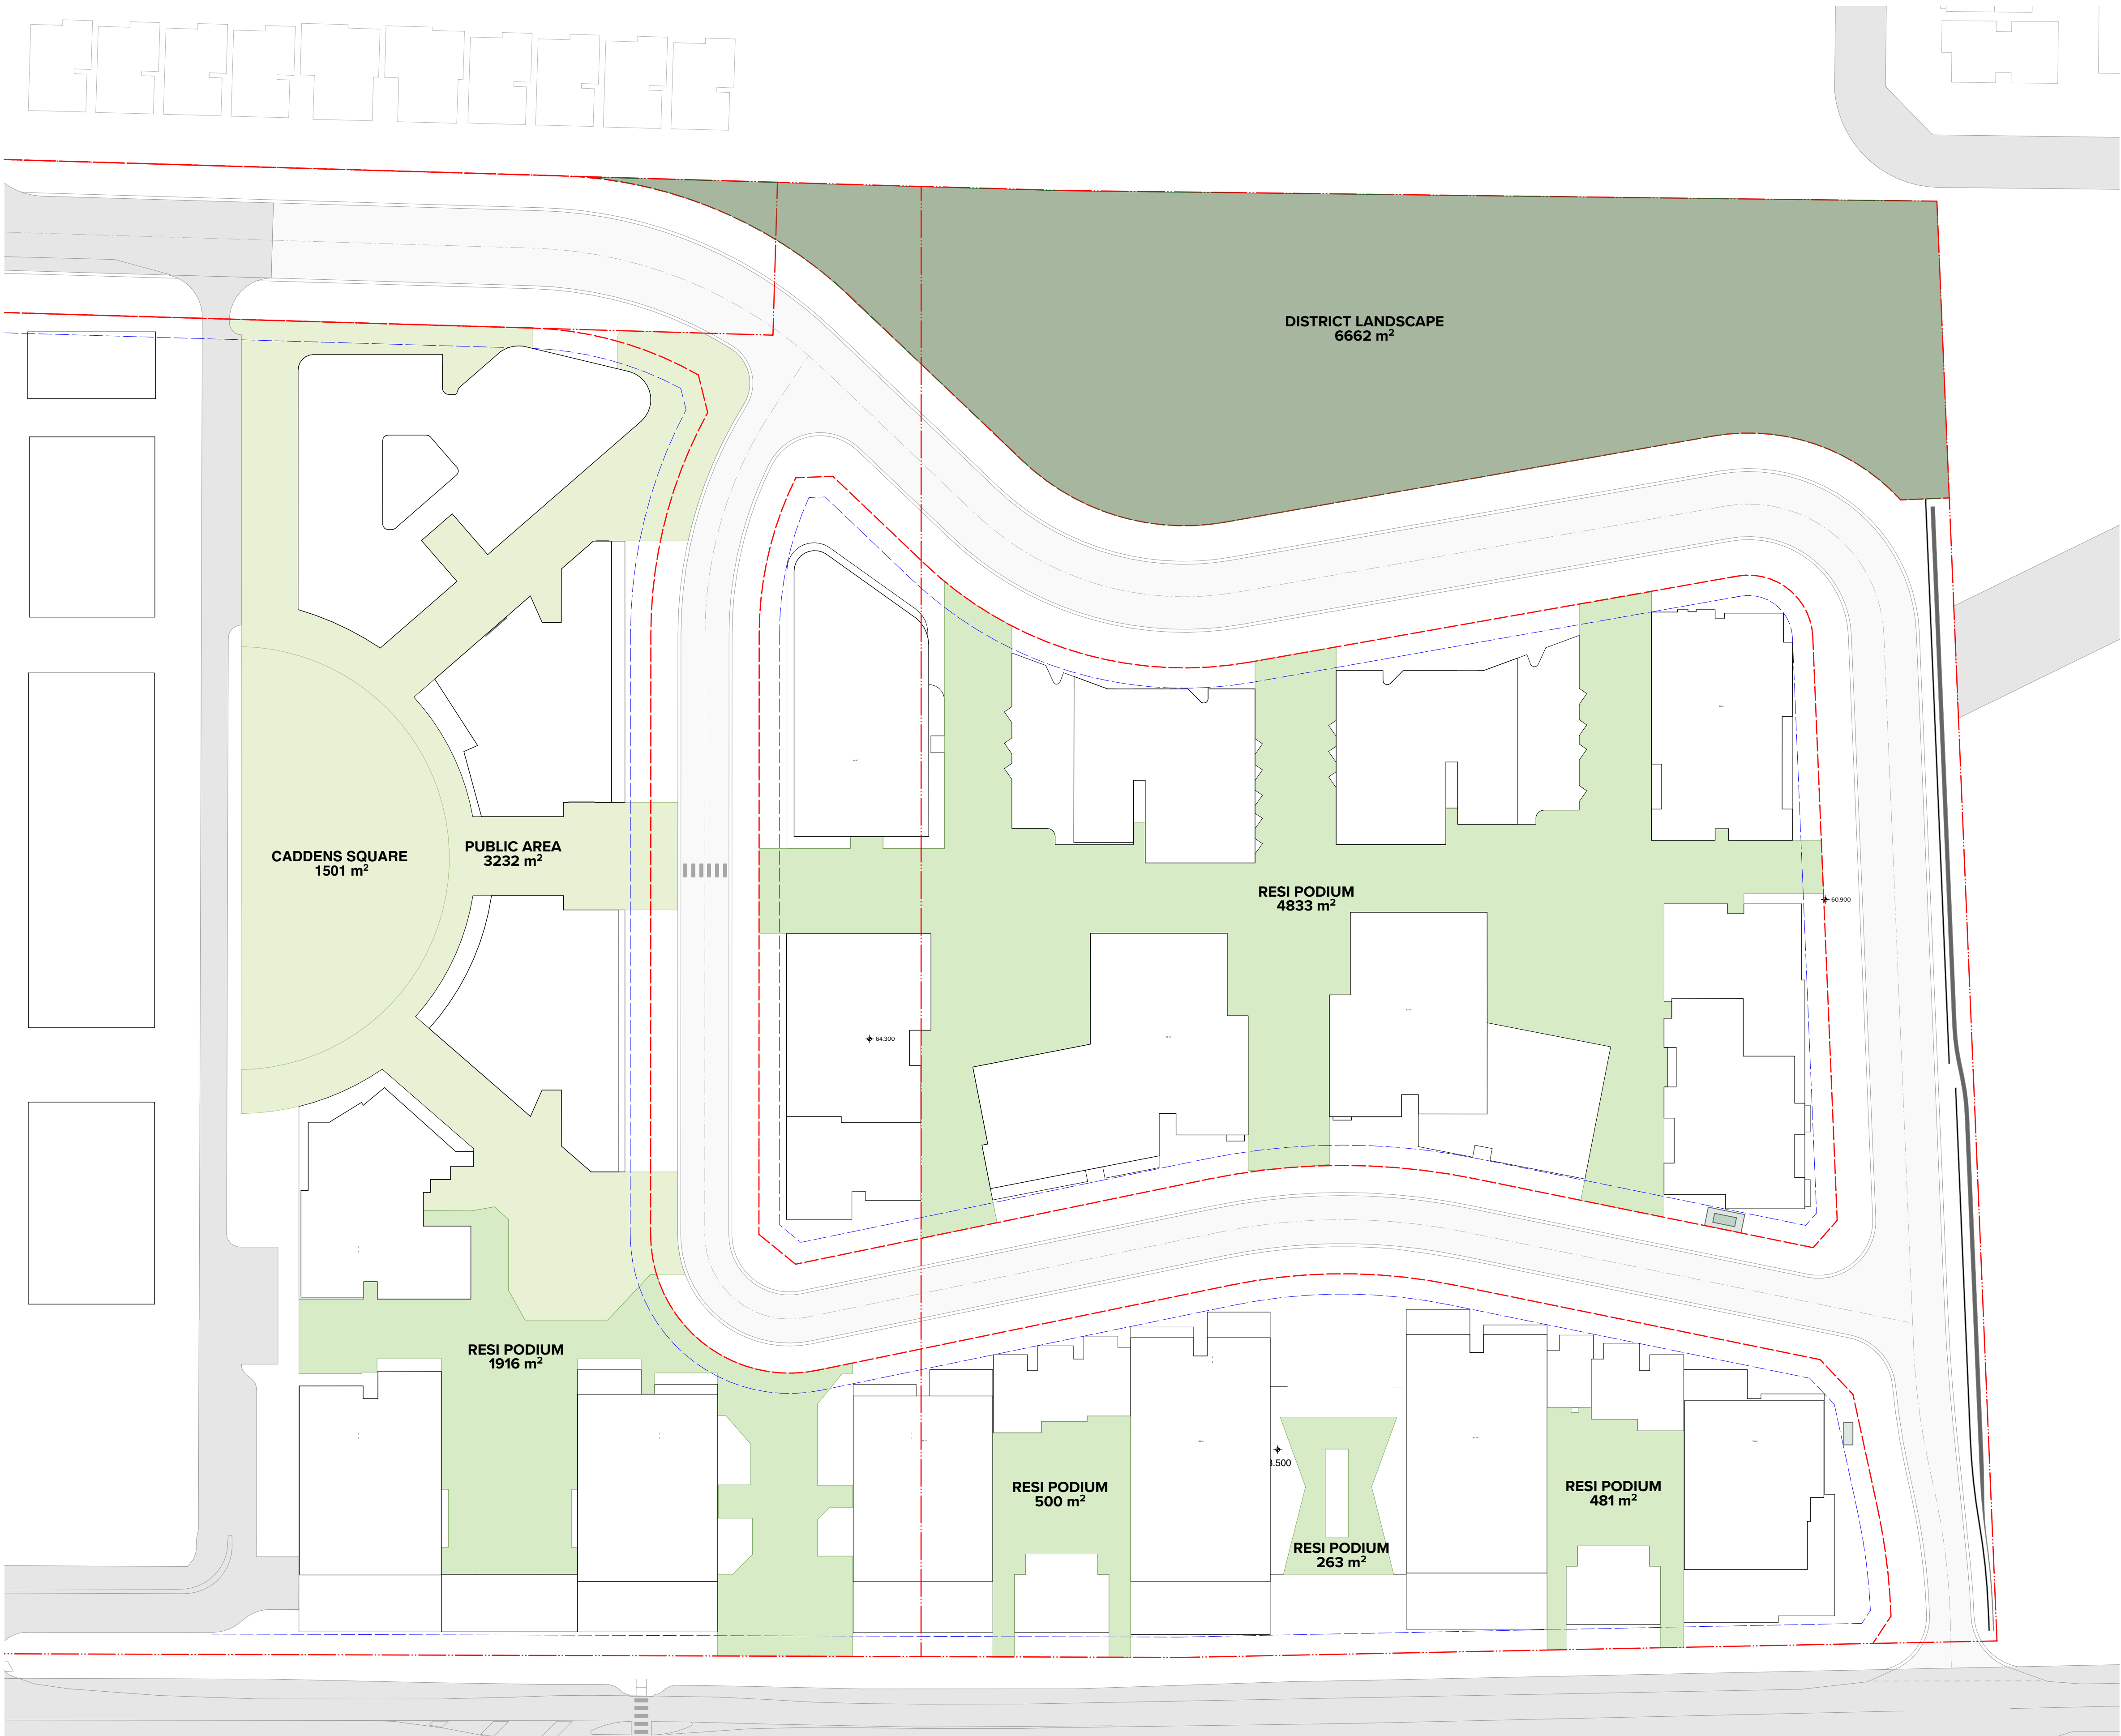 DISTRICT LANDSCAPE
6662 m²
CADDENS SQUARE
1501 m²
PUBLIC AREA
3232 m²
RESI PODIUM
4833 m²
60.900
64.300
RESI PODIUM
1916 m²
.500
RESI PODIUM
500 m²
RESI PODIUM
481 m²
RESI PODIUM
263 m²